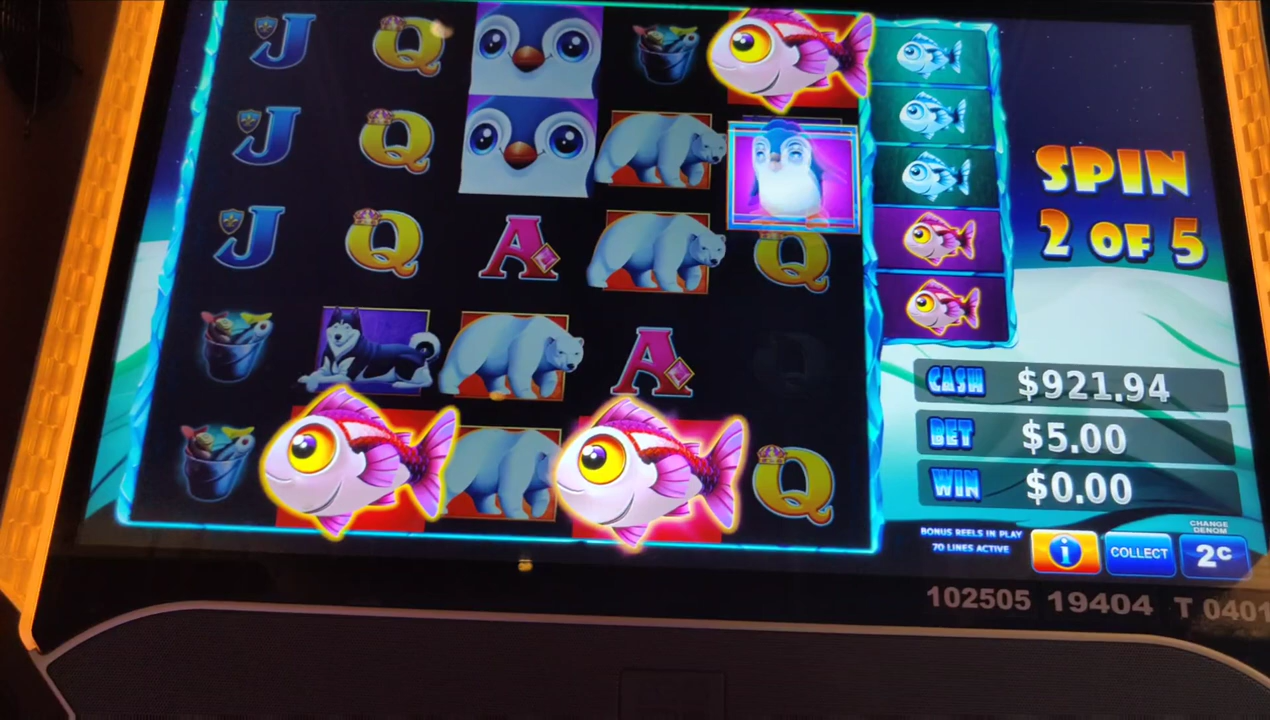 J Q
J Q
J Q A Q
A Q
Q
SPIN
2 OF 5
CASH $921.94
BET $5.00
WIN $0.00
BONUS REELS IN PLAY
70 LINES ACTIVE
i
COLLECT
CHANGE
DENOM
2¢
102505 19404 T 0401